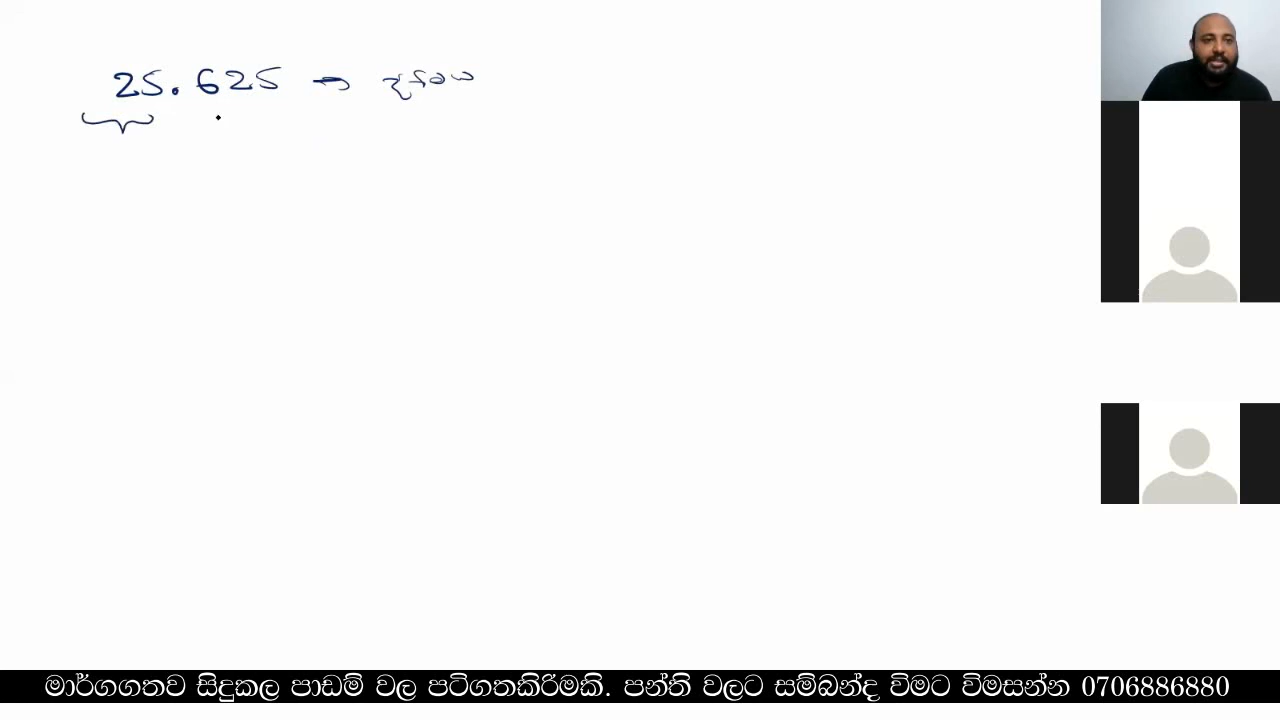 25.625 → දශමය
මාර්ගගතව සිදුකල පාඩම් වල පටිගතකිරීමකි. පන්ති වලට සම්බන්ද වීමට විමසන්න 0706886880